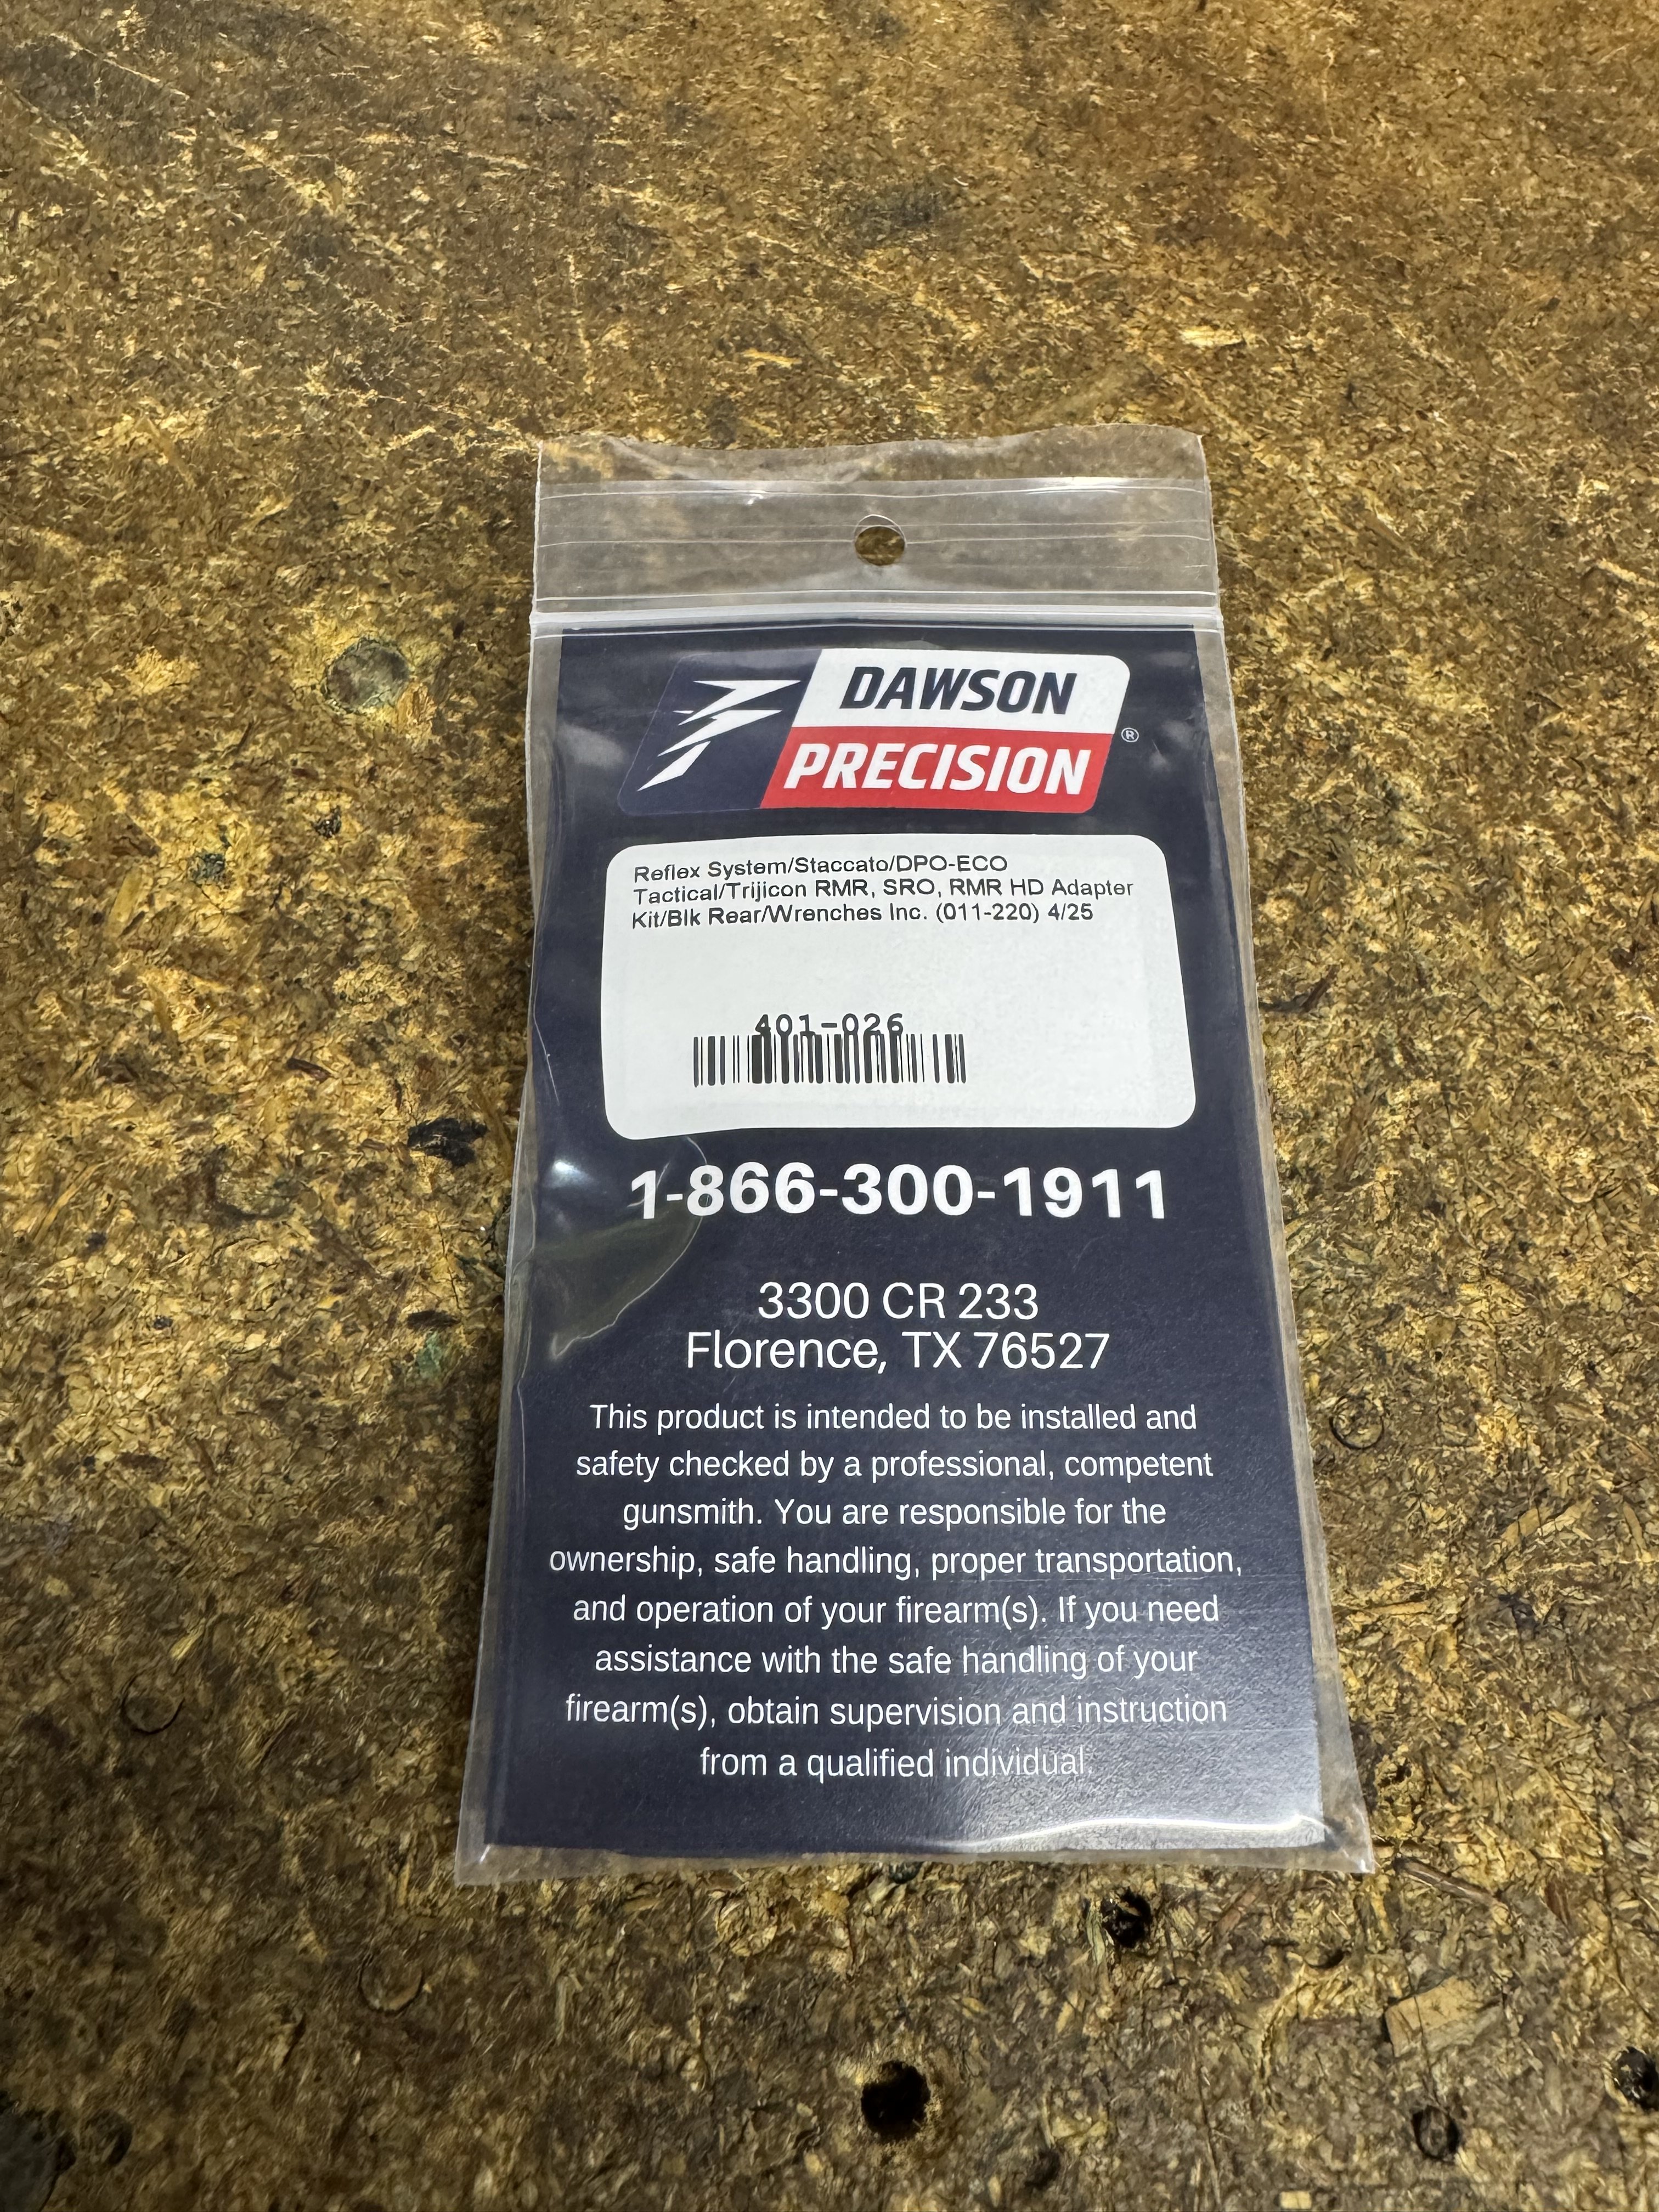 DAWSON
PRECISION
®
Reflex System/Staccato/DPO-ECO
Tactical/Trijicon RMR, SRO, RMR HD Adapter
Kit/Blk Rear/Wrenches Inc. (011-220) 4/25
401-026
1-866-300-1911
3300 CR 233
Florence, TX 76527
This product is intended to be installed and
safety checked by a professional, competent
gunsmith. You are responsible for the
ownership, safe handling, proper transportation,
and operation of your firearm(s). If you need
assistance with the safe handling of your
firearm(s), obtain supervision and instruction
from a qualified individual.